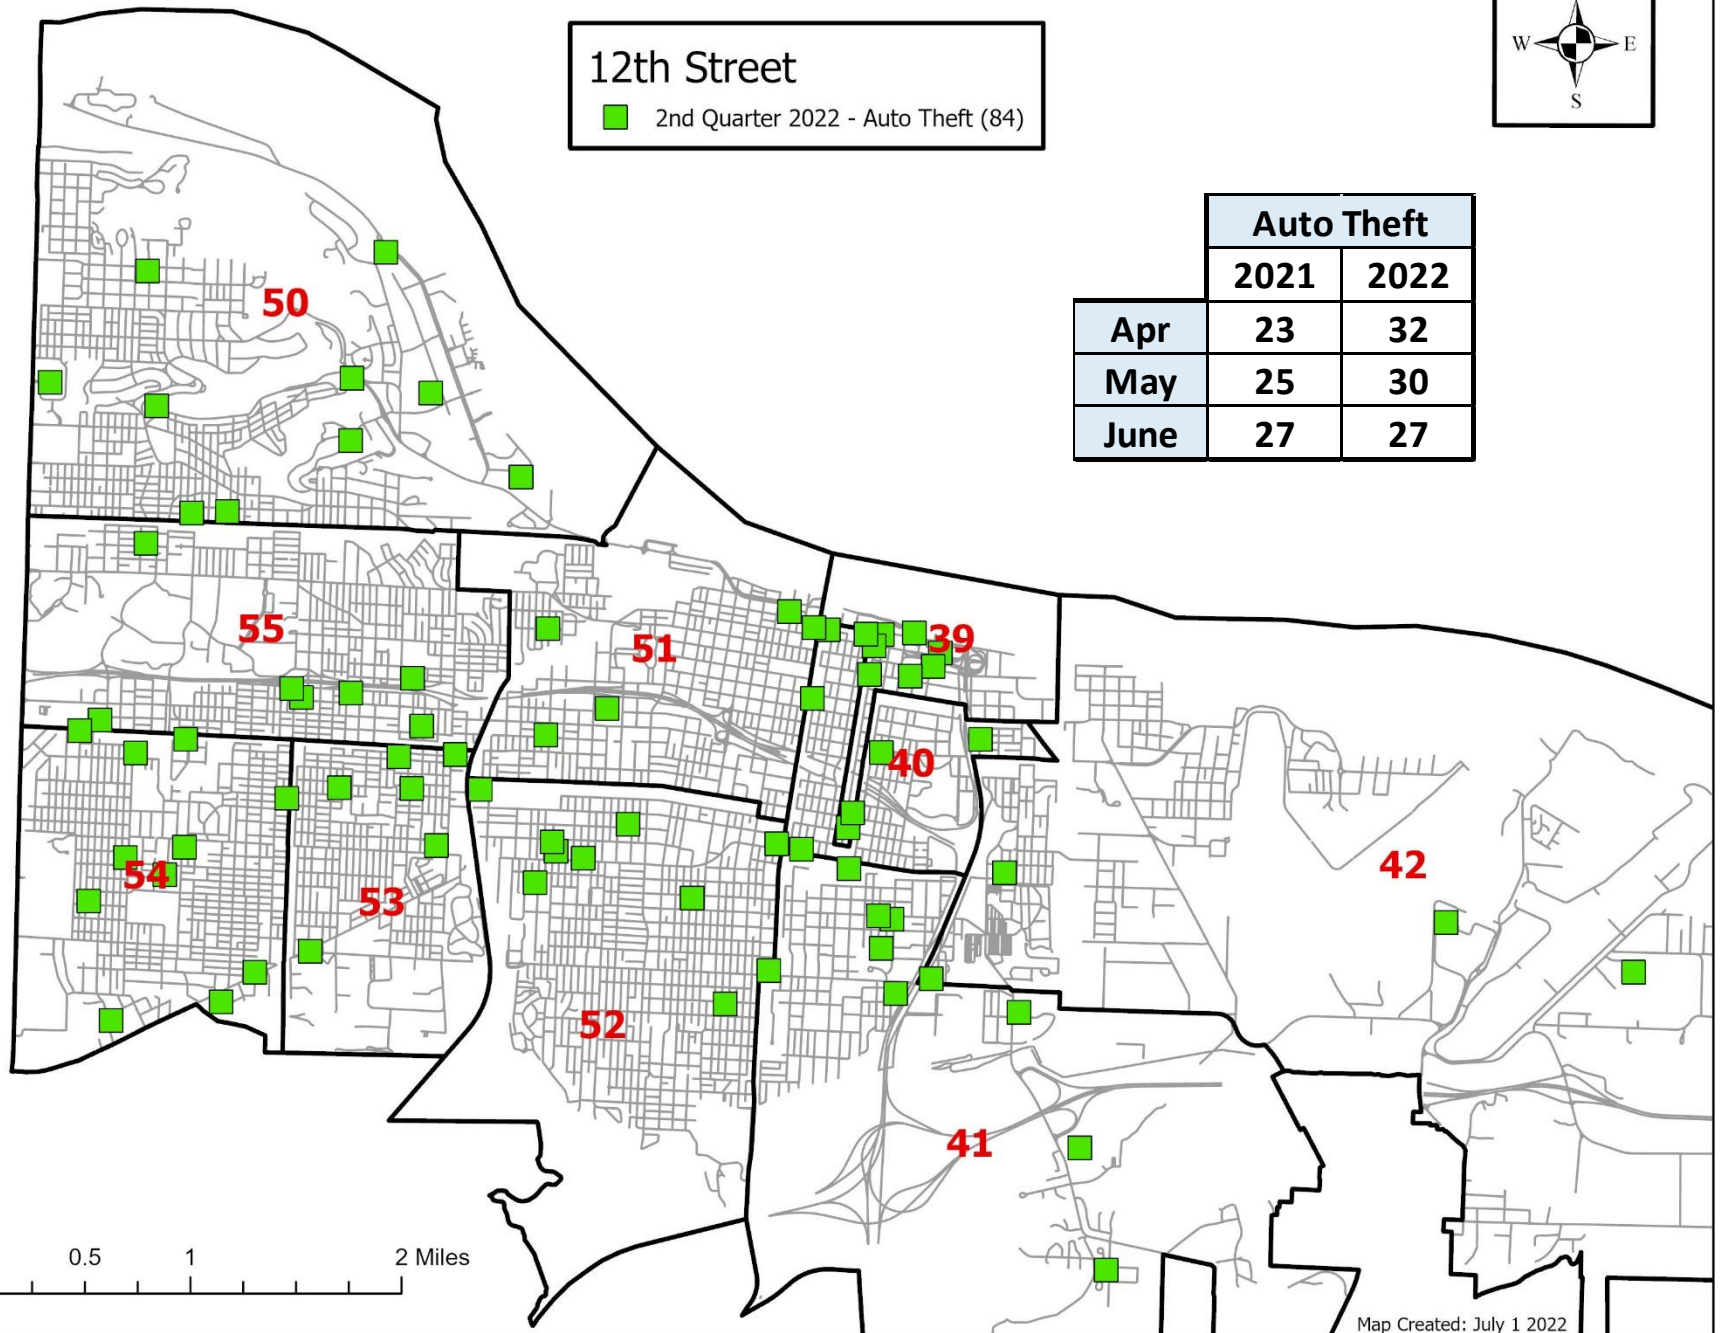 12th Street
2nd Quarter 2022 - Auto Theft (84)
W E
S
Auto Theft
2021 2022
Apr 23 32
May 25 30
June 27 27
50
55
51
39
40
42
54
53
52
41
0.5 1 2 Miles
Map Created: July 1 2022